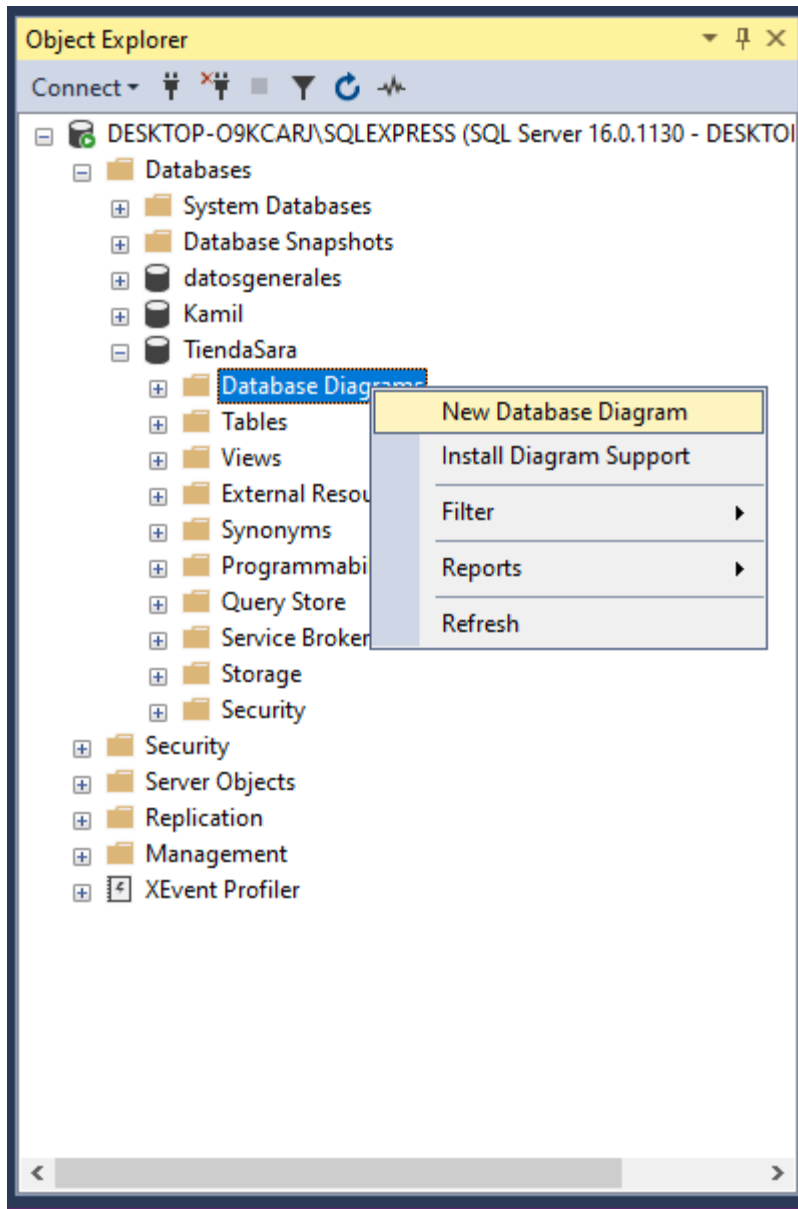 Object Explorer
Connect
DESKTOP-O9KCARJ\SQLEXPRESS (SQL Server 16.0.1130 - DESKTO
Databases
System Databases
Database Snapshots
datosgenerales
Kamil
TiendaSara
Database Diagrams
New Database Diagram
Tables
Install Diagram Support
Views
External Resou
Filter
Synonyms
Programmabi
Reports
Query Store
Refresh
Service Broker
Storage
Security
Security
Server Objects
Replication
Management
XEvent Profiler